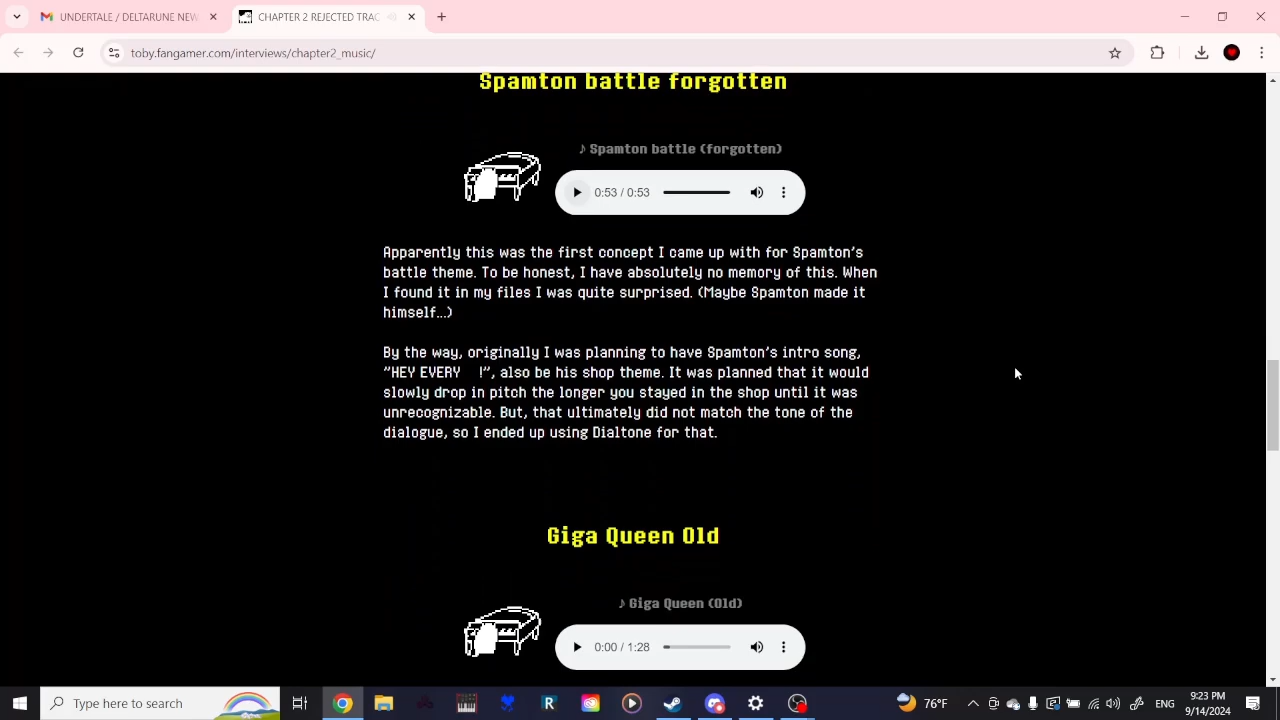 UNDERTALE / DELTARUNE NEW
CHAPTER 2 REJECTED TRAC
toby.fangamer.com/interviews/chapter2_music/
Spamton battle forgotten
♪ Spamton battle (forgotten)
0:53 / 0:53
Apparently this was the first concept I came up with for Spamton's
battle theme. To be honest, I have absolutely no memory of this. When
I found it in my files I was quite surprised. (Maybe Spamton made it
himself...)
By the way, originally I was planning to have Spamton's intro song,
"HEY EVERY   !", also be his shop theme. It was planned that it would
slowly drop in pitch the longer you stayed in the shop until it was
unrecognizable. But, that ultimately did not match the tone of the
dialogue, so I ended up using Dialtone for that.
Giga Queen Old
♪ Giga Queen (Old)
0:00 / 1:28
Type here to search
76°F
ENG
9:23 PM
9/14/2024